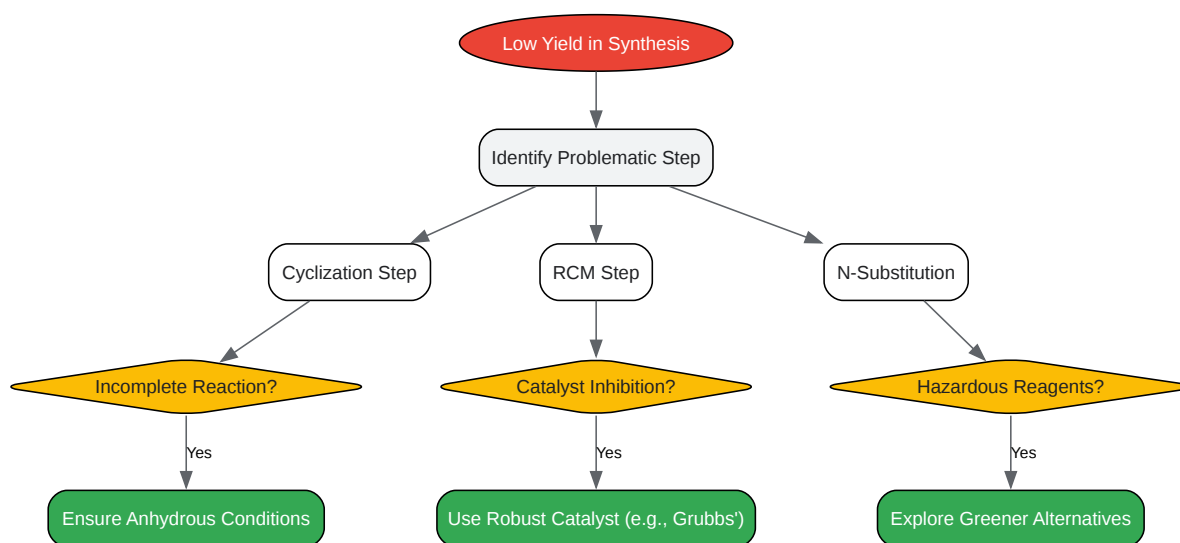 Low Yield in Synthesis
Identify Problematic Step
Cyclization Step
RCM Step
N-Substitution
Incomplete Reaction?
Catalyst Inhibition?
Hazardous Reagents?
Yes
Yes
Yes
Ensure Anhydrous Conditions
Use Robust Catalyst (e.g., Grubbs')
Explore Greener Alternatives